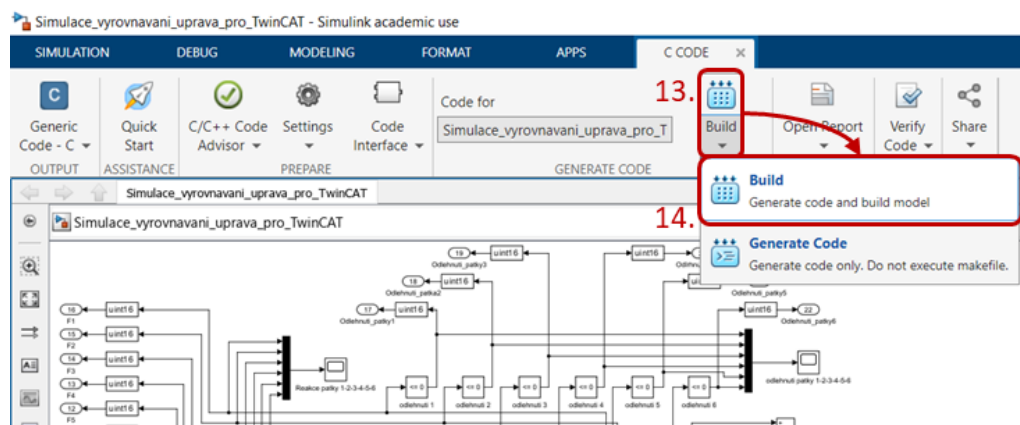 Simulace_vyrovnavani_uprava_pro_TwinCAT - Simulink academic use
SIMULATION DEBUG MODELING FORMAT APPS C CODE ×
13.
Generic Code - C
Quick Start
C/C++ Code Advisor
Settings
Code Interface
Code for
Simulace_vyrovnavani_uprava_pro_T
Build
Open Report
Verify Code
Share
OUTPUT ASSISTANCE PREPARE GENERATE CODE
Simulace_vyrovnavani_uprava_pro_TwinCAT
Simulace_vyrovnavani_uprava_pro_TwinCAT
14.
Build
Generate code and build model
Generate Code
Generate code only. Do not execute makefile.
19 uint16
Odlehnuti_patky3
18 uint16
Odlehnuti_patka2
17 uint16
Odlehnuti_patky1
uint16
Odlehnuti_patky5
uint16 22
Odlehnuti_patky6
16 uint16
F1
15 uint16
F2
14 uint16
F3
13 uint16
F4
12 uint16
F5
Reakce patky 1-2-3-4-5-6
<= 0 <= 0 <= 0 <= 0 <= 0 <= 0
odlehnuti 1 odlehnuti 2 odlehnuti 3 odlehnuti 4 odlehnuti 5 odlehnuti 6
odlehnuti patky 1-2-3-4-5-6